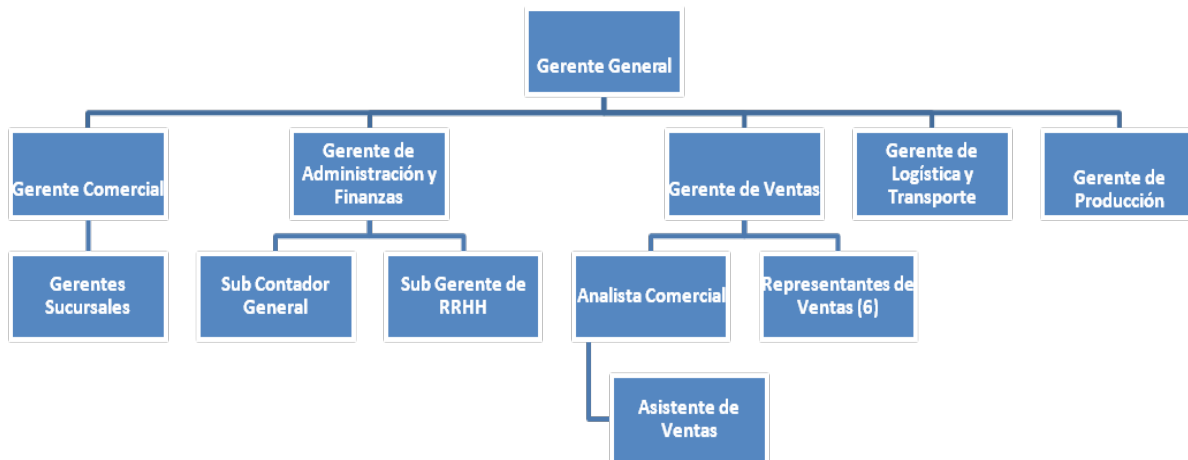 Gerente General
Gerente Comercial
Gerente de
Administración y
Finanzas
Gerente de Ventas
Gerente de
Logística y
Transporte
Gerente de
Producción
Gerentes
Sucursales
Sub Contador
General
Sub Gerente de
RRHH
Analista Comercial
Representantes de
Ventas (6)
Asistente de
Ventas